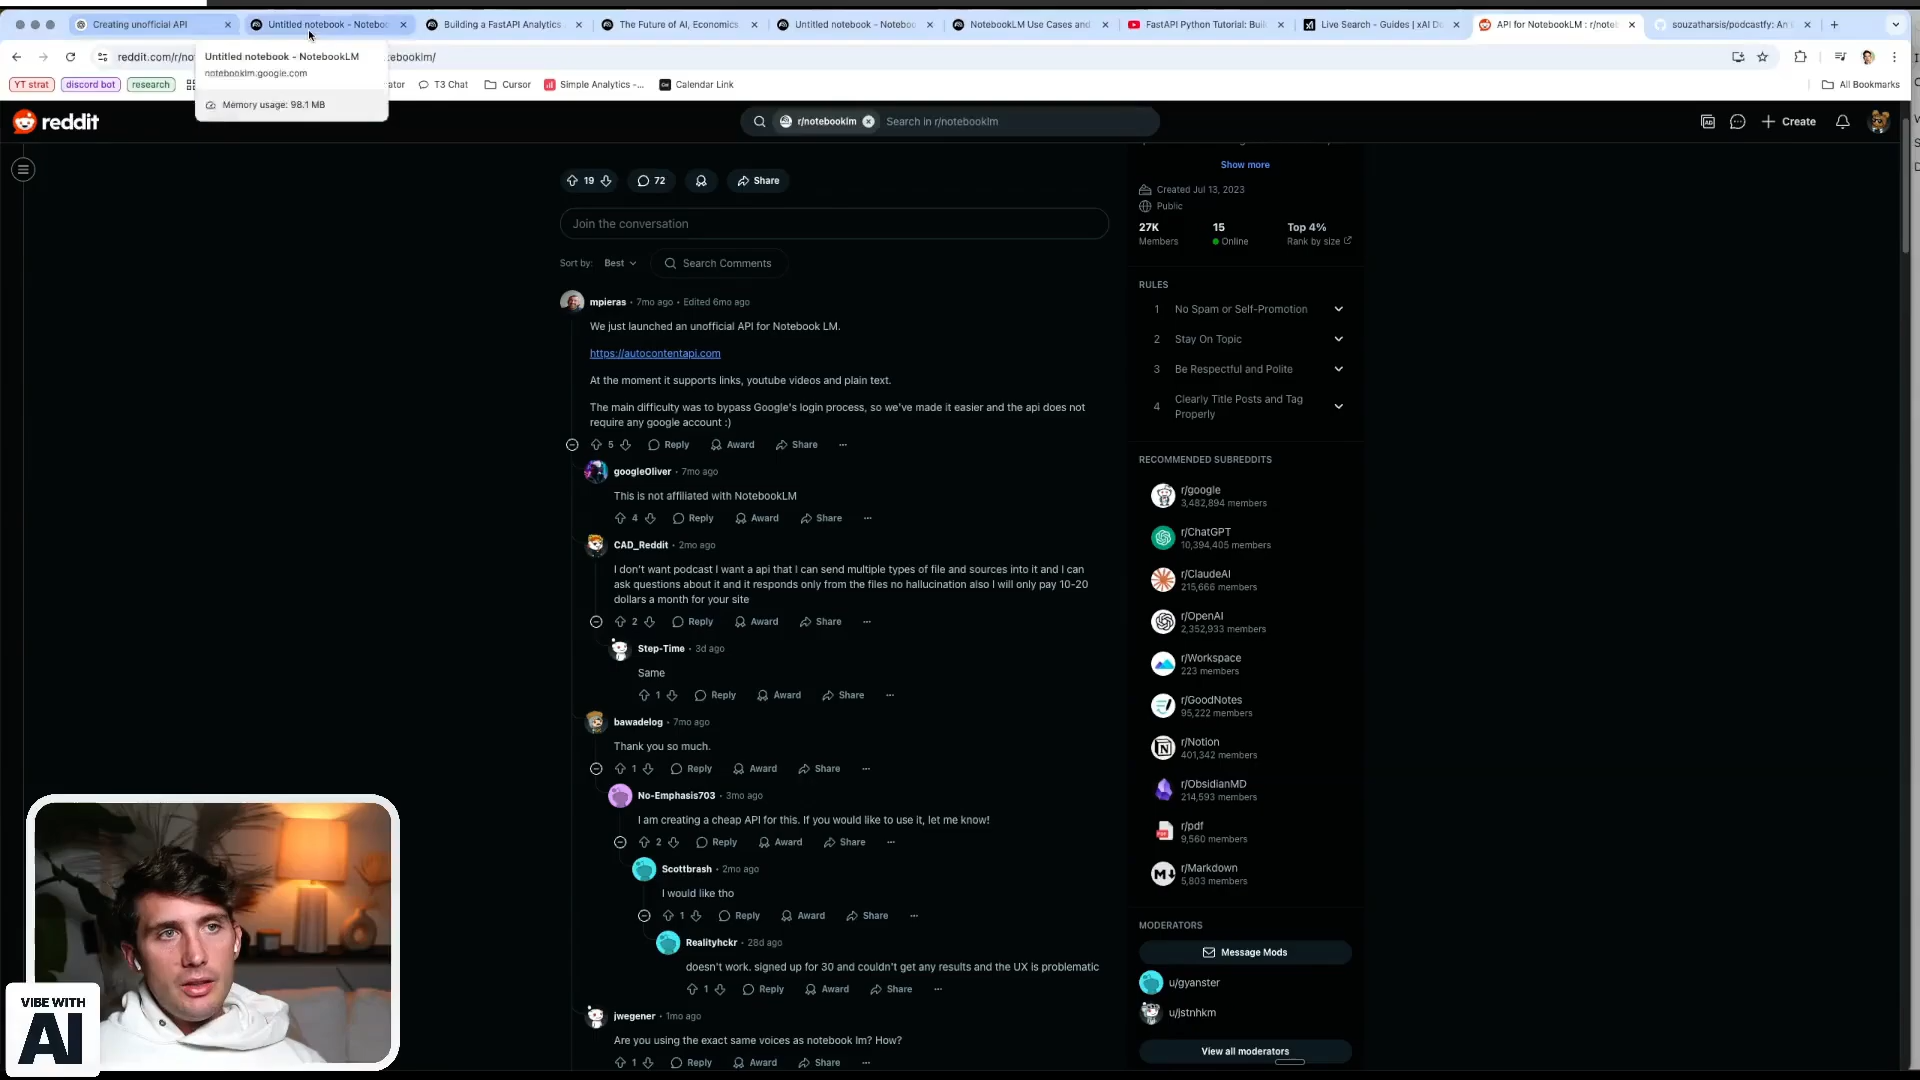 Creating unofficial API
Untitled notebook - Notebo
Building a FastAPI Analytics
The Future of AI, Economics
Untitled notebook - Notebo
NotebookLM Use Cases and
FastAPI Python Tutorial: Bui
Live Search - Guides | xAI Do
API for NotebookLM : r/note
souzatharsis/podcastfy: An
reddit.com/r/no
ebooklm/
Untitled notebook - NotebookLM
notebooklm.google.com
Memory usage: 98.1 MB
YT strat
discord bot
research
ator
T3 Chat
Cursor
Simple Analytics -...
Calendar Link
All Bookmarks
reddit
r/notebooklm
Search in r/notebooklm
Create
19
72
Share
Join the conversation
Sort by: Best
Search Comments
mpieras • 7mo ago • Edited 6mo ago
We just launched an unofficial API for Notebook LM.
https://autocontentapi.com
At the moment it supports links, youtube videos and plain text.
The main difficulty was to bypass Google's login process, so we've made it easier and the api does not
require any google account :)
5 Reply Award Share ...
googleOliver • 7mo ago
This is not affiliated with NotebookLM
4 Reply Award Share ...
CAD_Reddit • 2mo ago
I don't want podcast I want a api that I can send multiple types of file and sources into it and I can
ask questions about it and it responds only from the files no hallucination also I will only pay 10-20
dollars a month for your site
2 Reply Award Share ...
Step-Time • 3d ago
Same
1 Reply Award Share ...
bawadelog • 7mo ago
Thank you so much.
1 Reply Award Share ...
No-Emphasis703 • 3mo ago
I am creating a cheap API for this. If you would like to use it, let me know!
2 Reply Award Share ...
Scottbrash • 2mo ago
I would like tho
1 Reply Award Share ...
Realityhckr • 28d ago
doesn't work. signed up for 30 and couldn't get any results and the UX is problematic
1 Reply Award Share ...
jwegener • 1mo ago
Are you using the exact same voices as notebook lm? How?
1 Reply Award Share ...
Show more
Created Jul 13, 2023
Public
27K 15 Top 4%
Members Online Rank by size
RULES
1 No Spam or Self-Promotion
2 Stay On Topic
3 Be Respectful and Polite
4 Clearly Title Posts and Tag
Properly
RECOMMENDED SUBREDDITS
r/google
3,482,894 members
r/ChatGPT
10,394,405 members
r/ClaudeAI
215,666 members
r/OpenAI
2,352,933 members
r/Workspace
223 members
r/GoodNotes
95,222 members
r/Notion
401,342 members
r/ObsidianMD
214,593 members
r/pdf
9,560 members
r/Markdown
5,803 members
MODERATORS
Message Mods
u/gyanster
u/jstnhkm
View all moderators
VIBE WITH
AI